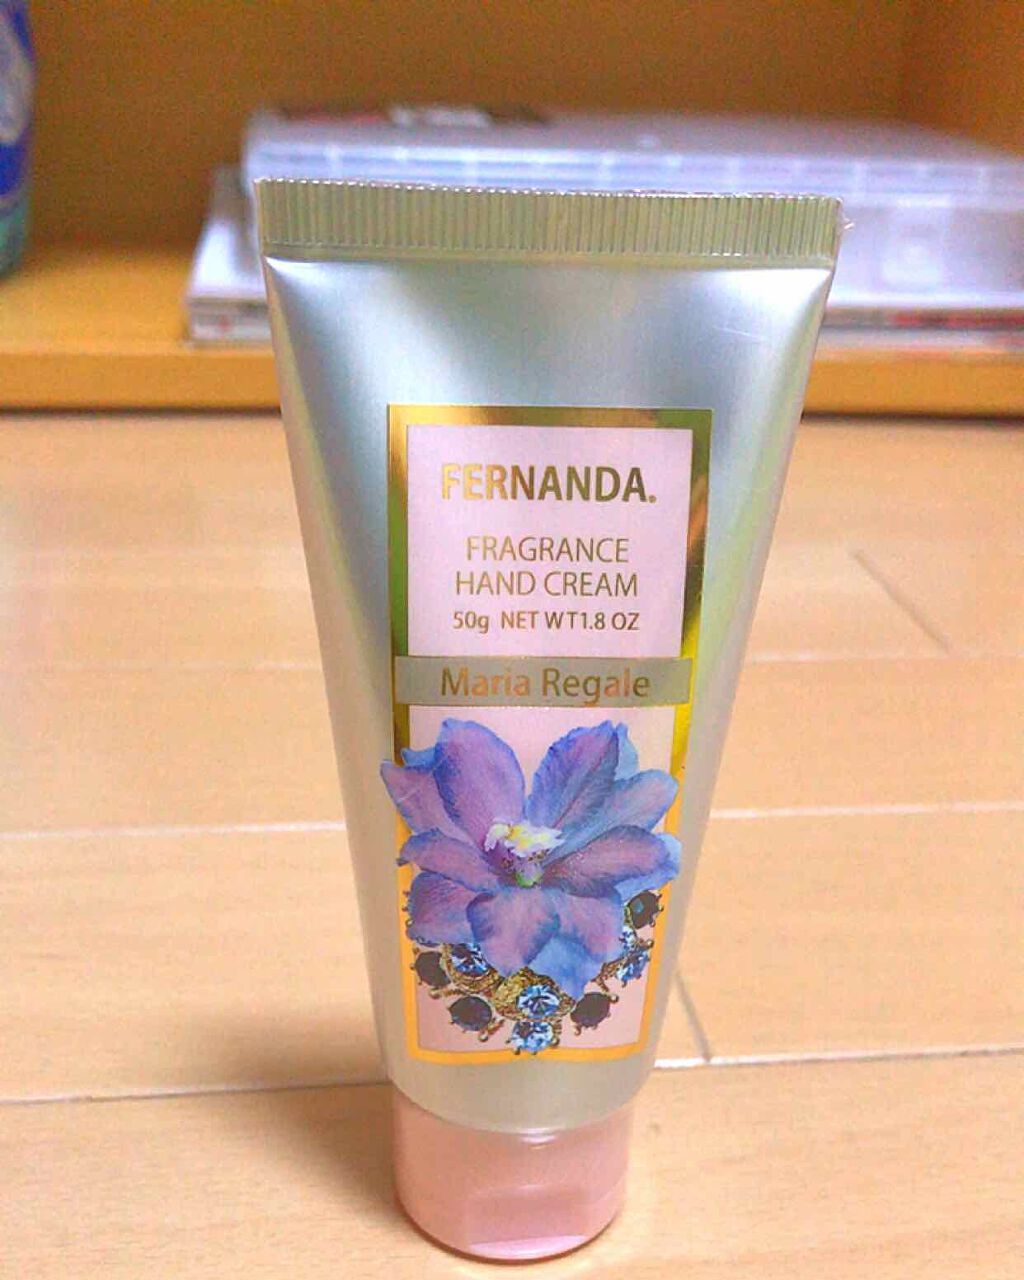 FERNANDA.
FRAGRANCE
HAND CREAM
50g NET WT1.8 OZ
Maria Regale